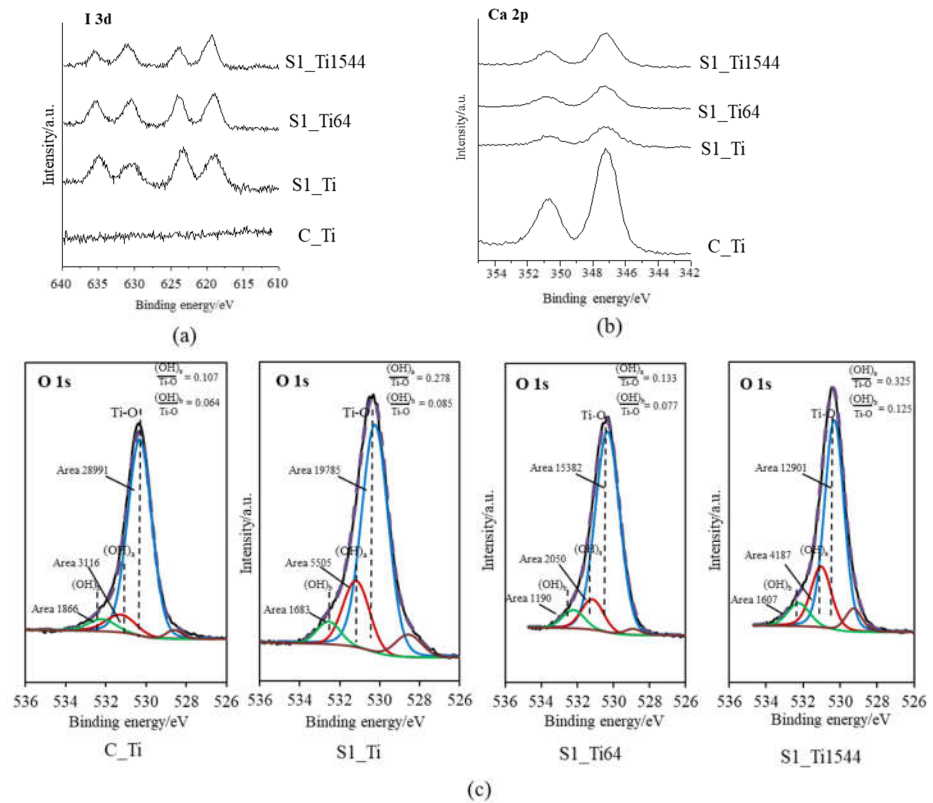 I 3d
S1_Ti1544
S1_Ti64
S1_Ti
C_Ti
Intensity/a.u.
640 635 630 625 620 615 610
Binding energy/eV
(a)
Ca 2p
S1_Ti1544
S1_Ti64
S1_Ti
C_Ti
Intensity/a.u.
354 352 350 348 346 344 342
Binding energy/eV
(b)
O 1s
(OH)a
Ti-O = 0.107
(OH)b
Ti-O = 0.064
Ti-O
Area 28991
(OH)a
Area 3116
(OH)
Area 1866
536 534 532 530 528 526
Binding energy/eV
C_Ti
Intensity/a.u.
O 1s
(OH)a
Ti-O = 0.278
(OH)b
Ti-O = 0.085
Ti-O
Area 19785
(OH)a
Area 5505
(OH)b
Area 1683
536 534 532 530 528 526
Binding energy/eV
S1_Ti
Intensity/a.u.
O 1s
(OH)a
Ti-O = 0.133
(OH)b
Ti-O = 0.077
Ti-O
Area 15382
(OH)a
Area 2050
(OH)b
Area 1190
536 534 532 530 528 526
Binding energy/eV
S1_Ti64
Intensity/a.u.
O 1s
(OH)a
Ti-O = 0.325
(OH)b
Ti-O = 0.125
Ti-O
Area 12901
(OH)a
Area 4187
(OH)b
Area 1607
536 534 532 530 528 526
Binding energy/eV
S1_Ti1544
(c)